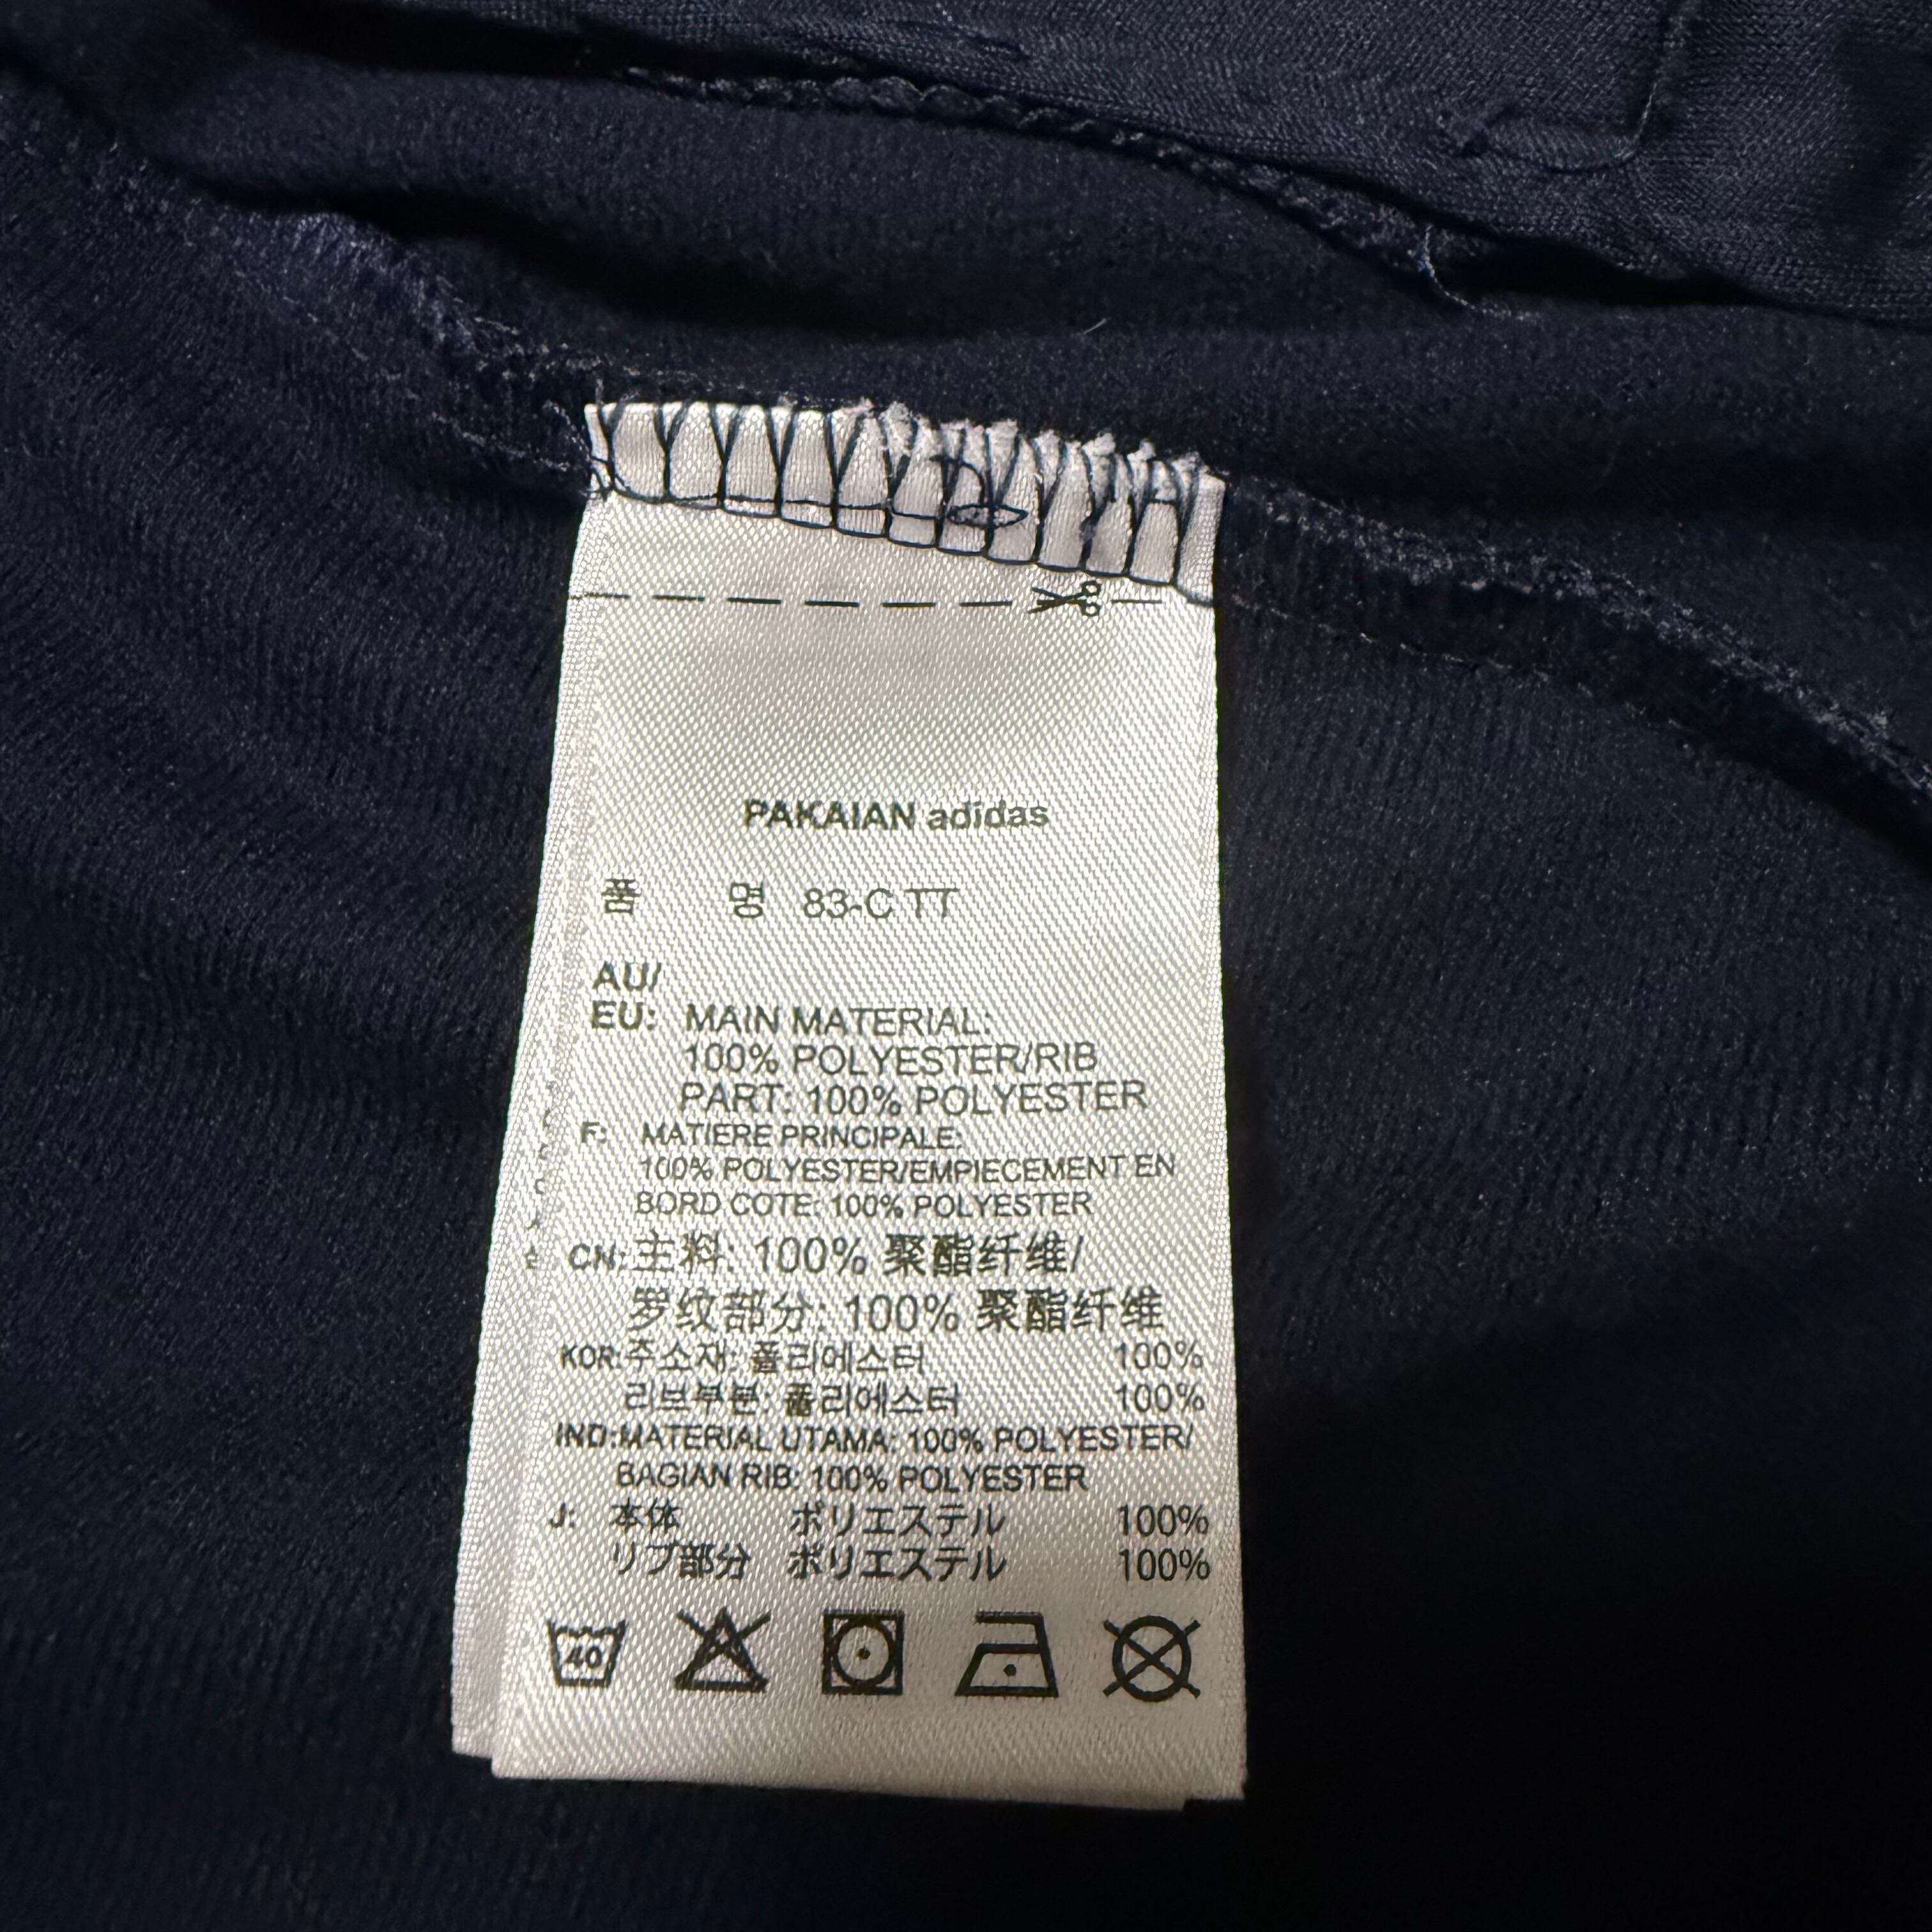 PAKAIAN adidas
품 명 83-C TT
AU/
EU: MAIN MATERIAL:
100% POLYESTER/RIB
PART: 100% POLYESTER
F: MATIERE PRINCIPALE:
100% POLYESTER/EMPIECEMENT EN
BORD COTE: 100% POLYESTER
CN: 主料: 100% 聚酯纤维/
罗纹部分: 100% 聚酯纤维
KOR: 주소재: 폴리에스터 100%
리브부분: 폴리에스터 100%
IND: MATERIAL UTAMA: 100% POLYESTER/
BAGIAN RIB: 100% POLYESTER
J: 本体 ポリエステル 100%
リブ部分 ポリエステル 100%
40